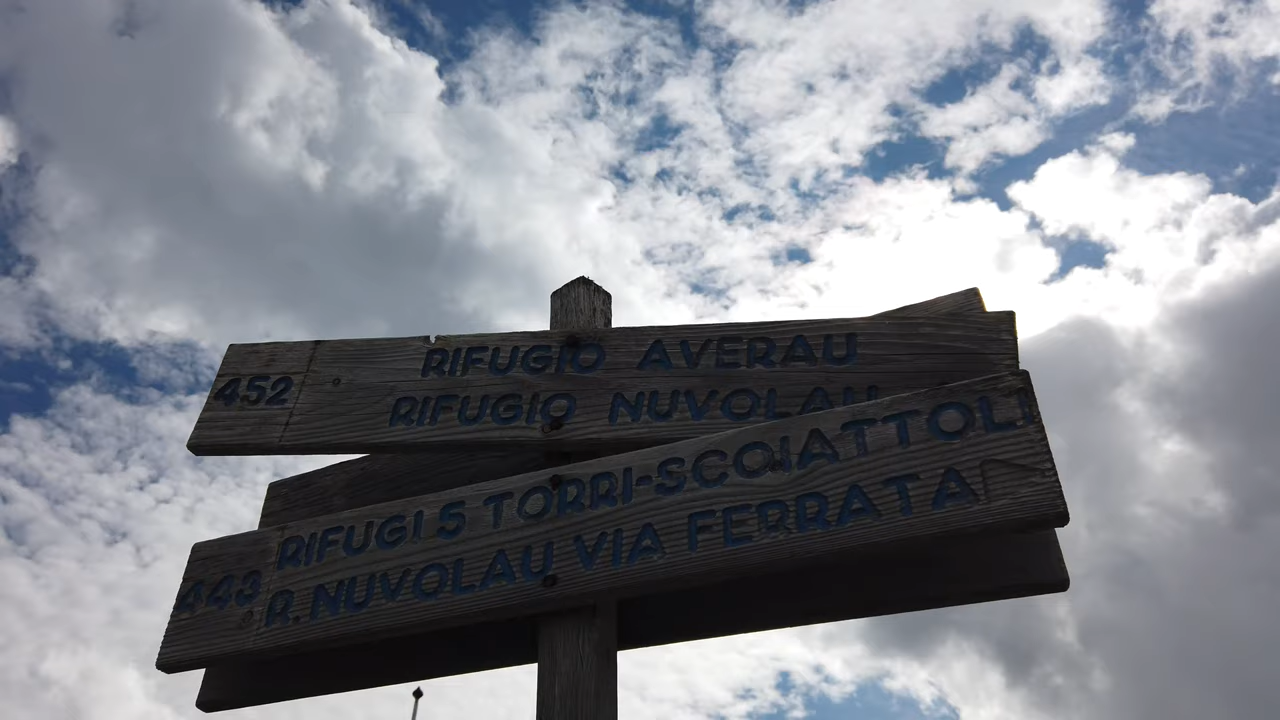 452
RIFUGIO AVERAU
RIFUGIO NUVOLAU
443
RIFUGI 5 TORRI-SCOIATTOLI
R. NUVOLAU VIA FERRATA